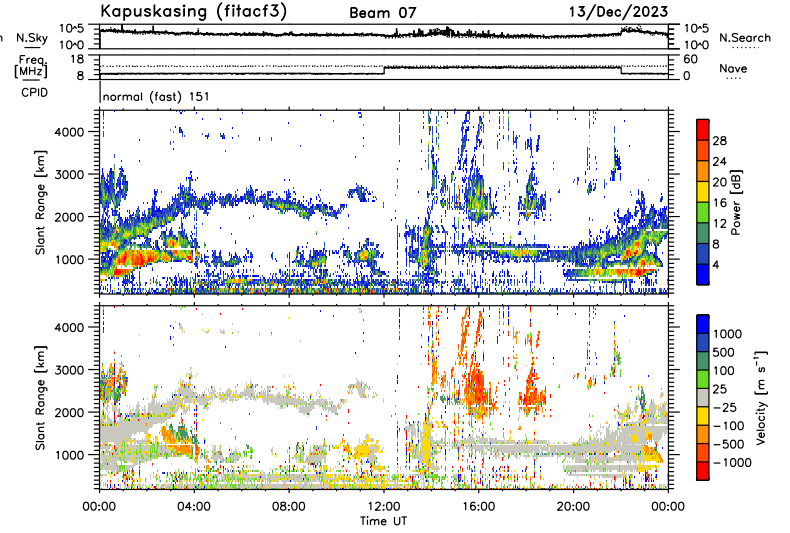 Kapuskasing (fitacf3) Beam 07 13/Dec/2023
N.Sky 10^5 10^5 N.Search
10^0 10^0
Freq. 18 60 Nave
[MHz] 8 0
CPID normal (fast) 151
Slant Range [km]
4000
3000
2000
1000
Power [dB]
28
24
20
16
12
8
4
Slant Range [km]
4000
3000
2000
1000
Velocity [m s⁻¹]
1000
500
100
25
-25
-100
-500
-1000
00:00 04:00 08:00 12:00 16:00 20:00 00:00
Time UT